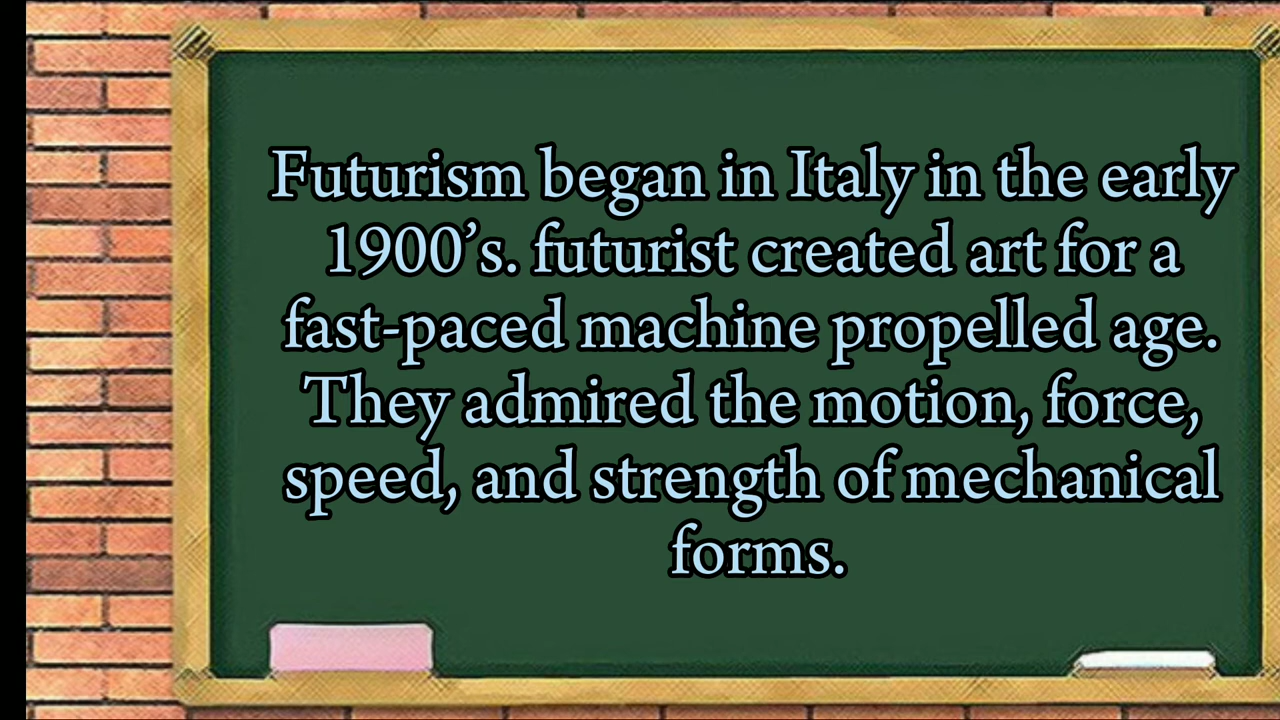 Futurism began in Italy in the early
1900’s. futurist created art for a
fast-paced machine propelled age.
They admired the motion, force,
speed, and strength of mechanical
forms.